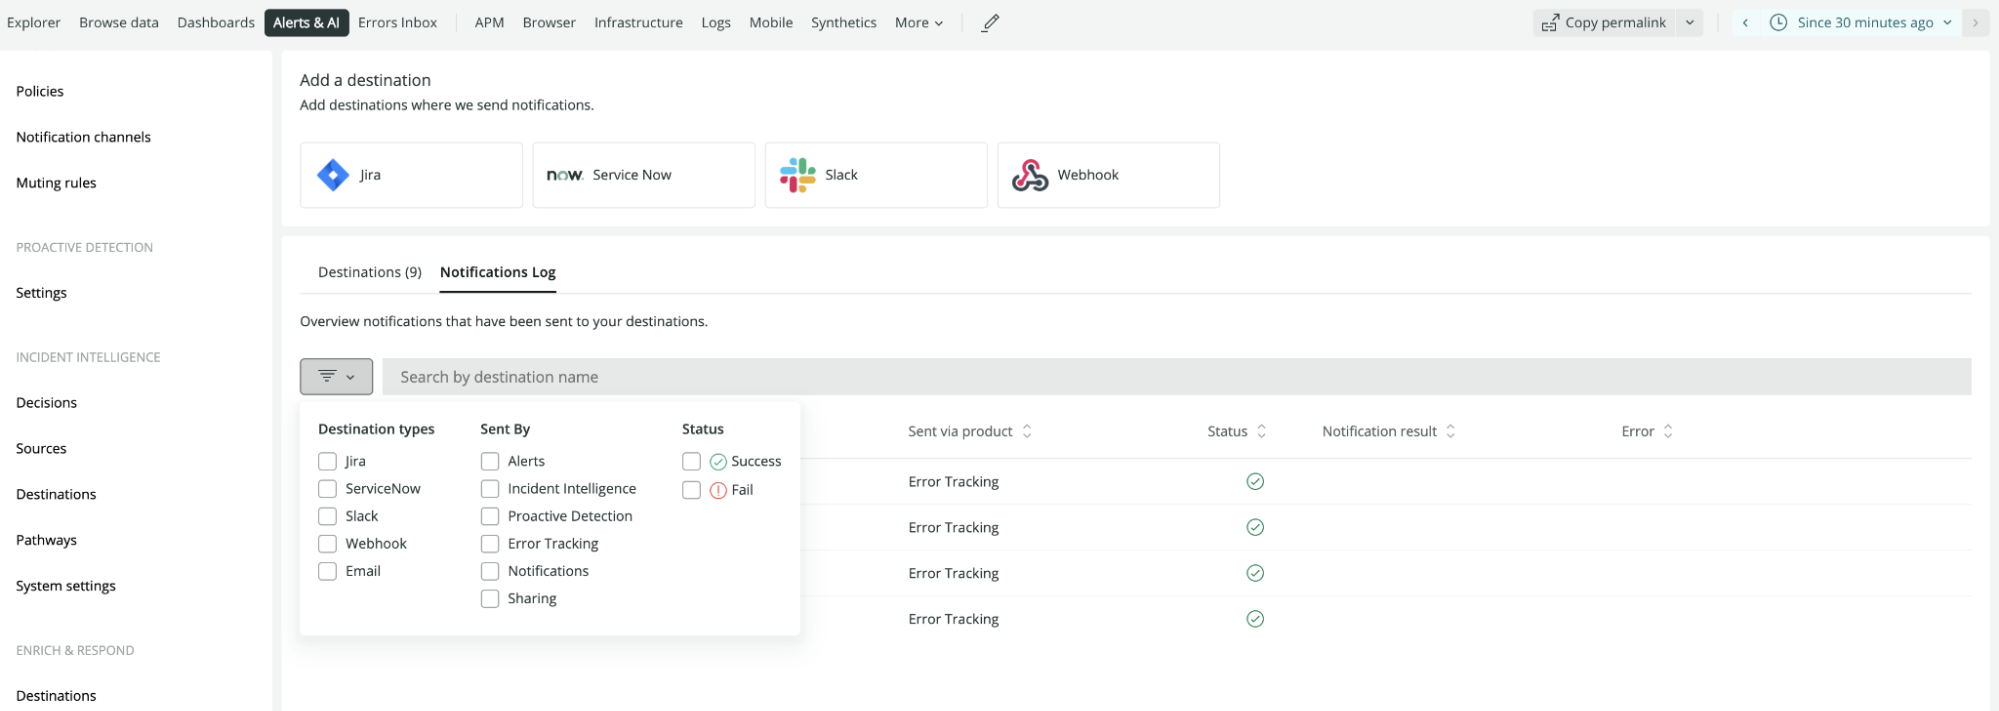 Explorer Browse data Dashboards Alerts & AI Errors Inbox APM Browser Infrastructure Logs Mobile Synthetics More Copy permalink Since 30 minutes ago
Policies
Notification channels
Muting rules
PROACTIVE DETECTION
Settings
INCIDENT INTELLIGENCE
Decisions
Sources
Destinations
Pathways
System settings
ENRICH & RESPOND
Destinations
Add a destination
Add destinations where we send notifications.
Jira now. Service Now Slack Webhook
Destinations (9) Notifications Log
Overview notifications that have been sent to your destinations.
Search by destination name
Destination types
Jira
ServiceNow
Slack
Webhook
Email
Sent By
Alerts
Incident Intelligence
Proactive Detection
Error Tracking
Notifications
Sharing
Status
Success
Fail
Sent via product Status Notification result Error
Error Tracking
Error Tracking
Error Tracking
Error Tracking